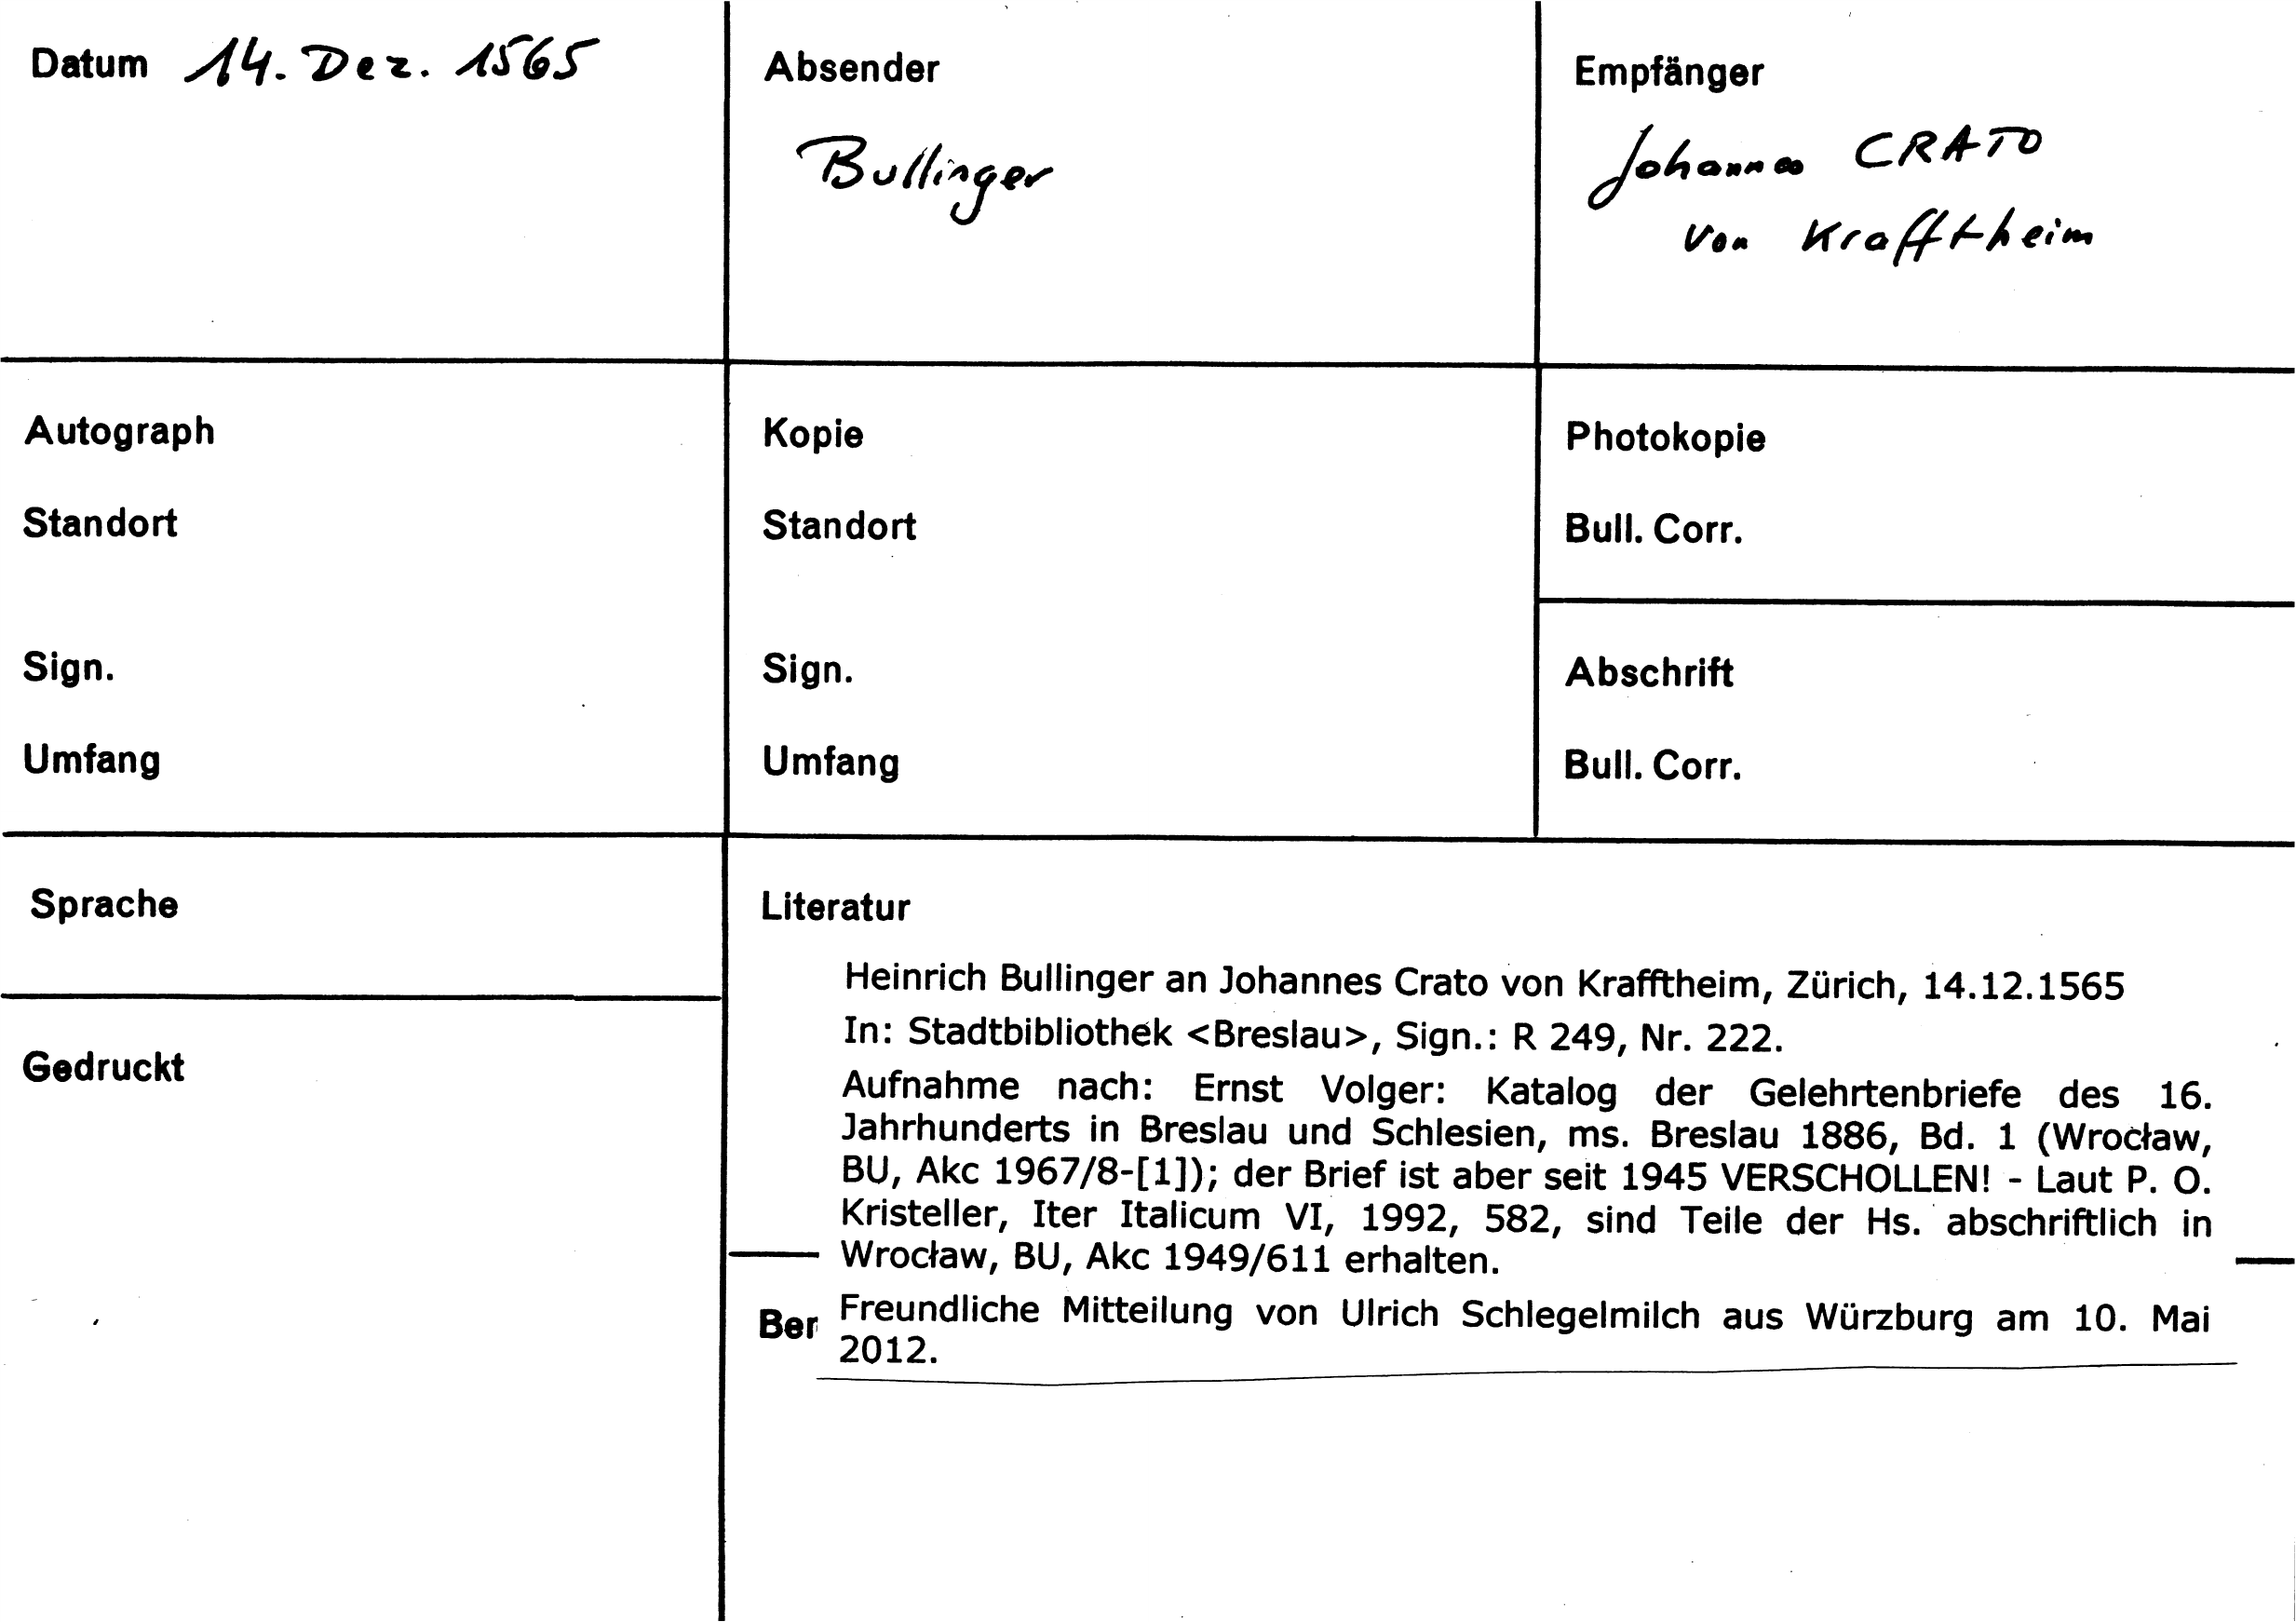 Datum 14. Dez. 1565
Absender
Bullinger
Empfänger
Johannes CRATO
von Krafftheim
Autograph
Standort
Sign.
Umfang
Kopie
Standort
Sign.
Umfang
Photokopie
Bull. Corr.
Abschrift
Bull. Corr.
Sprache
Gedruckt
Literatur
Heinrich Bullinger an Johannes Crato von Krafftheim, Zürich, 14.12.1565
In: Stadtbibliothek <Breslau>, Sign.: R 249, Nr. 222.
Aufnahme nach: Ernst Volger: Katalog der Gelehrtenbriefe des 16.
Jahrhunderts in Breslau und Schlesien, ms. Breslau 1886, Bd. 1 (Wrocław,
BU, Akc 1967/8-[1]); der Brief ist aber seit 1945 VERSCHOLLEN! - Laut P. O.
Kristeller, Iter Italicum VI, 1992, 582, sind Teile der Hs. abschriftlich in
Wrocław, BU, Akc 1949/611 erhalten.
Ber
Freundliche Mitteilung von Ulrich Schlegelmilch aus Würzburg am 10. Mai
2012.